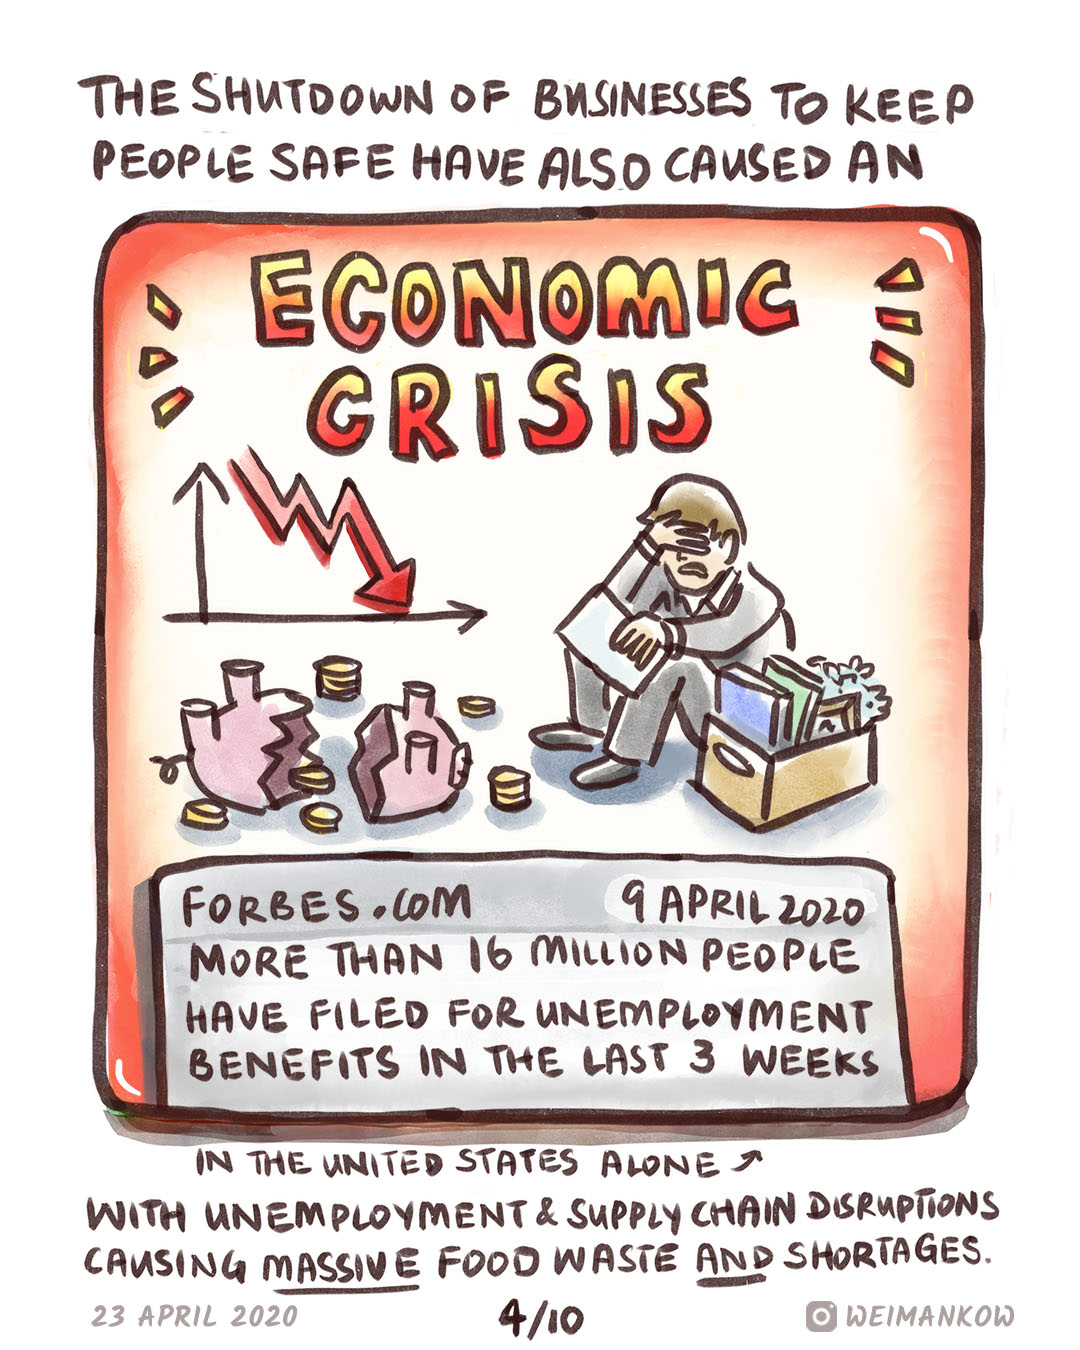 THE SHUTDOWN OF BUSINESSES TO KEEP
PEOPLE SAFE HAVE ALSO CAUSED AN
ECONOMIC
CRISIS
FORBES.COM 9 APRIL 2020
MORE THAN 16 MILLION PEOPLE
HAVE FILED FOR UNEMPLOYMENT
BENEFITS IN THE LAST 3 WEEKS
IN THE UNITED STATES ALONE
WITH UNEMPLOYMENT & SUPPLY CHAIN DISRUPTIONS
CAUSING MASSIVE FOOD WASTE AND SHORTAGES.
23 APRIL 2020 4/10 WEIMANKOW